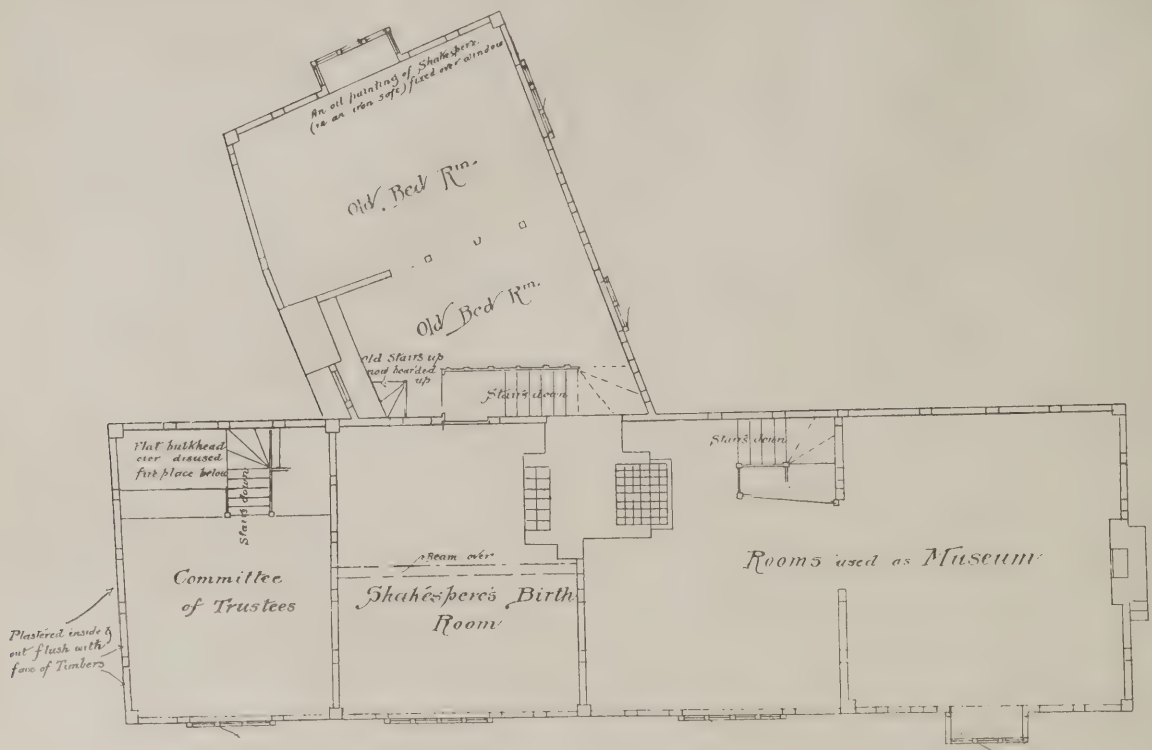 An oil painting of Shakespere.
(in an iron safe) fixed over window
Old Bed Rm.
Old Bed Rm.
Old Stairs up
now boarded
up
Stairs down
Flat bulkhead
over disused
fire place below
Stairs down
Stairs down
Beam over
Committee
of Trustees
Shakespere's Birth
Room
Rooms used as Museum
Plastered inside &
out flush with
face of Timbers